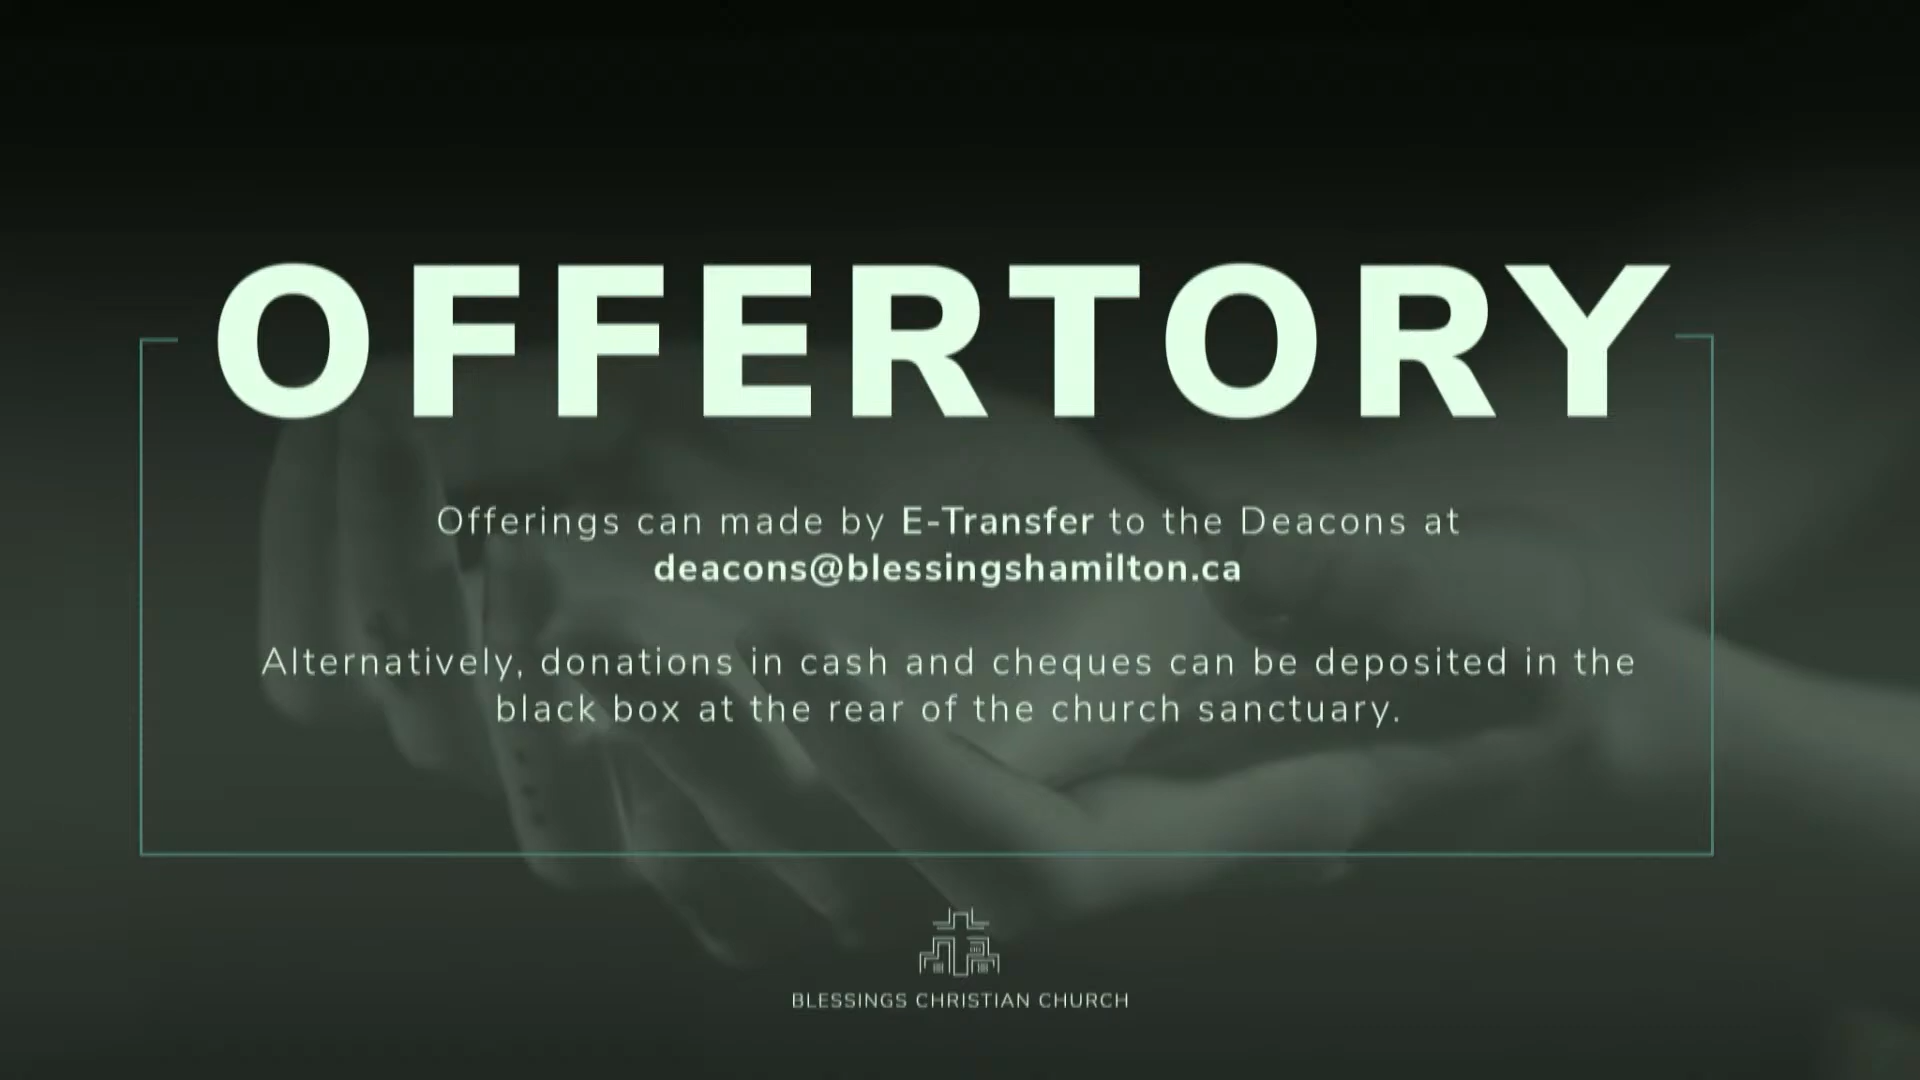 OFFERTORY
Offerings can made by E-Transfer to the Deacons at
deacons@blessingshamilton.ca
Alternatively, donations in cash and cheques can be deposited in the
black box at the rear of the church sanctuary.
BLESSINGS CHRISTIAN CHURCH